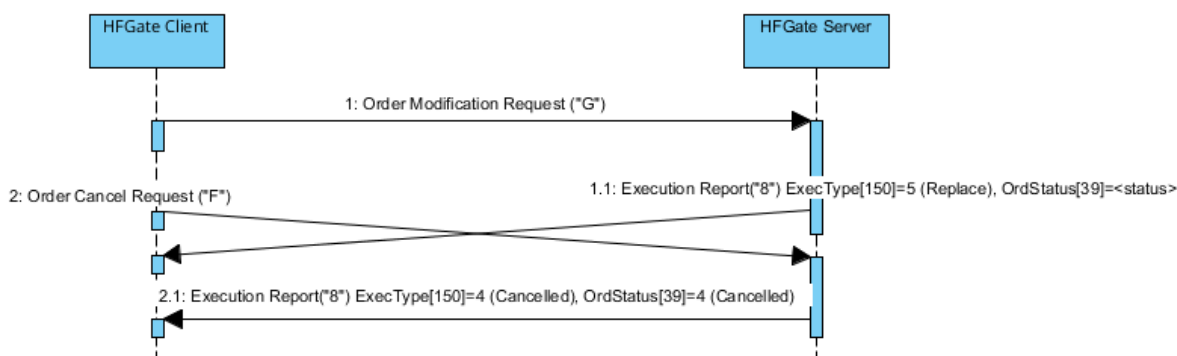 HFGate Client
HFGate Server
1: Order Modification Request ("G")
2: Order Cancel Request ("F")
1.1: Execution Report("8") ExecType[150]=5 (Replace), OrdStatus[39]=<status>
2.1: Execution Report("8") ExecType[150]=4 (Cancelled), OrdStatus[39]=4 (Cancelled)